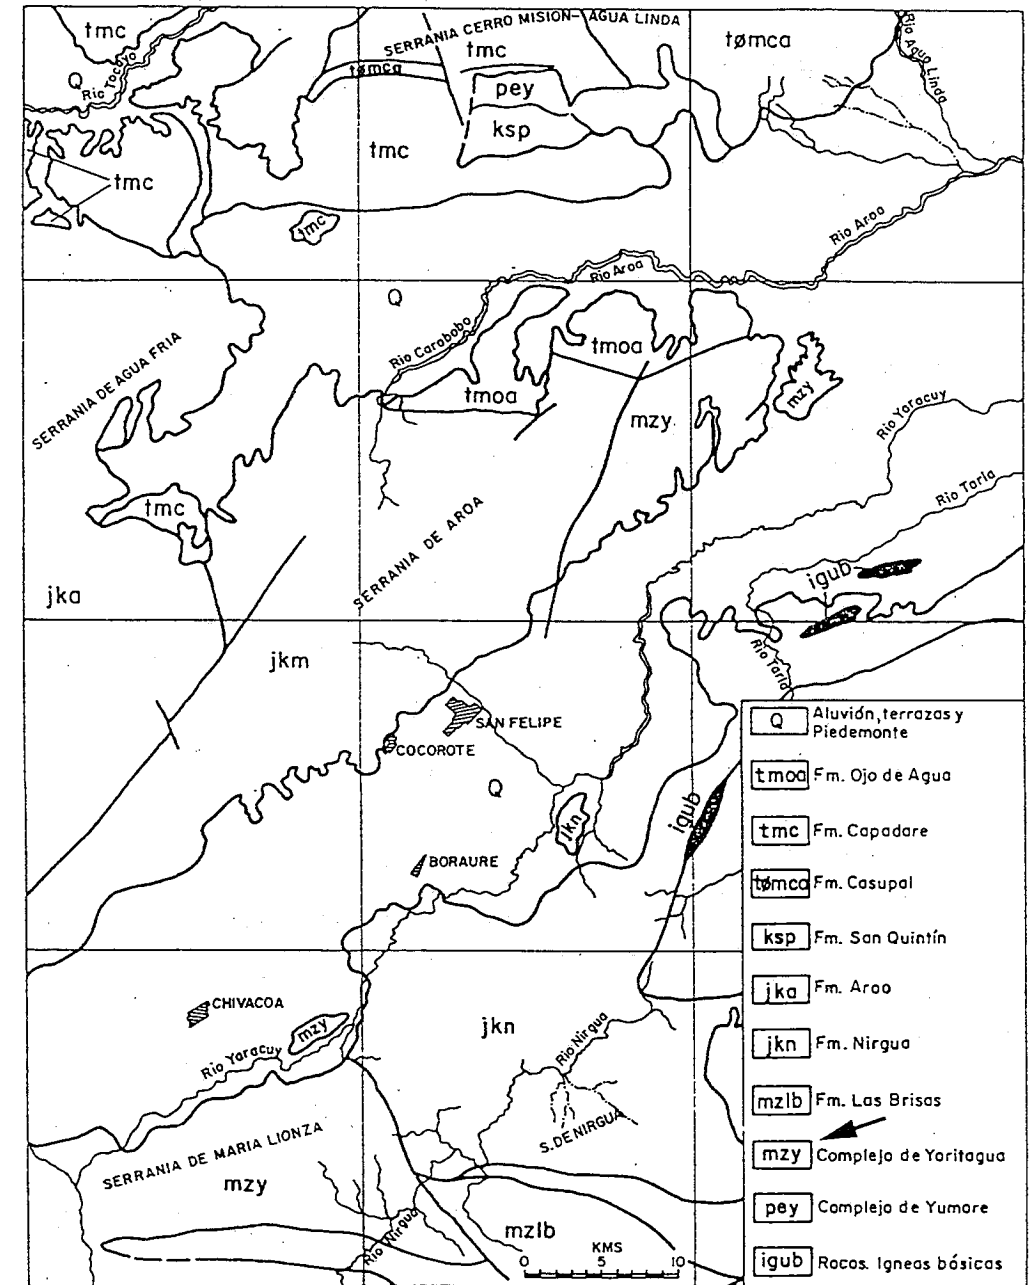 SERRANIA CERRO MISION-AGUA LINDA
tmc
tmc
tømca
Rio Agua Linda
Q
Rio Tocuyo
tømca
pey
ksp
tmc
tmc
tmc
Rio Aroa
Rio Aroa
Q
Rio Carabobo
tmoa
SERRANIA DE AGUA FRIA
tmoa
mzy
mzy
Rio Yaracuy
tmc
SERRANIA DE AROA
Rio Tarla
igub
jka
jkm
Rio Tarla
SAN FELIPE
COCOROTE
Q
igub
jkn
BORAURE
CHIVACOA
mzy
jkn
Rio Nirgua
Rio Yaracuy
S. DE NIRGUA
SERRANIA DE MARIA LIONZA
mzy
Rio Nirgua
mzlb
KMS
0 5 10
Q Aluvión, terrazas y
Piedemonte
tmoa Fm. Ojo de Agua
tmc Fm. Capadare
tømca Fm. Casupal
ksp Fm. San Quintín
jka Fm. Aroa
jkn Fm. Nirgua
mzlb Fm. Las Brisas
mzy Complejo de Yaritagua
pey Complejo de Yumare
igub Rocas. Igneas básicas